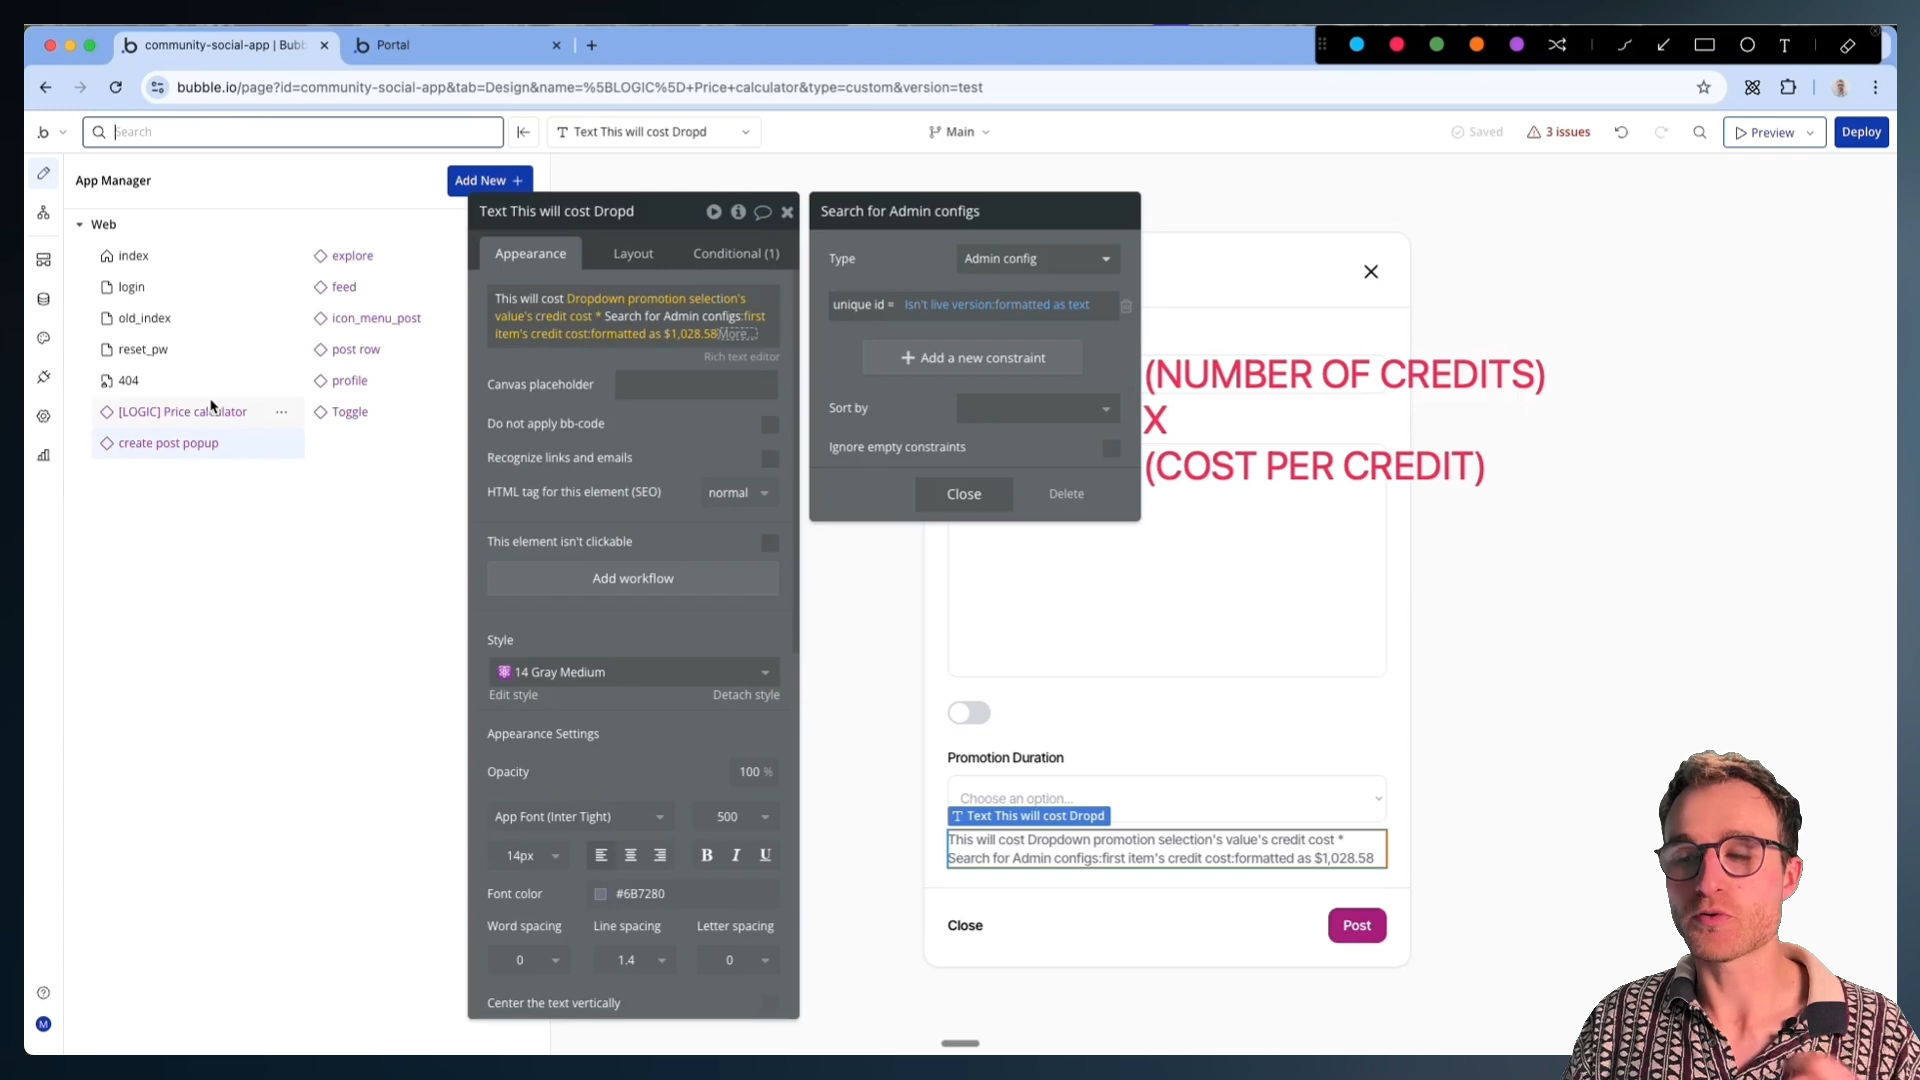 community-social-app | Bubb
Portal
bubble.io/page?id=community-social-app&tab=Design&name=%5BLOGIC%5D+Price+calculator&type=custom&version=test
Search
Text This will cost Dropd
Main
Saved
3 issues
Preview
Deploy
App Manager
Add New
Web
index
login
old_index
reset_pw
404
[LOGIC] Price calculator
create post popup
explore
feed
icon_menu_post
post row
profile
Toggle
Text This will cost Dropd
Appearance
Layout
Conditional (1)
This will cost Dropdown promotion selection's
value's credit cost * Search for Admin configs:first
item's credit cost:formatted as $1,028.58 More...
Rich text editor
Canvas placeholder
Do not apply bb-code
Recognize links and emails
HTML tag for this element (SEO)
normal
This element isn't clickable
Add workflow
Style
14 Gray Medium
Edit style
Detach style
Appearance Settings
Opacity
100 %
App Font (Inter Tight)
500
14px
B I U
Font color
#6B7280
Word spacing
Line spacing
Letter spacing
0
1.4
0
Center the text vertically
Search for Admin configs
Type
Admin config
unique id = Isn't live version:formatted as text
Add a new constraint
Sort by
Ignore empty constraints
Close
Delete
(NUMBER OF CREDITS)
X
(COST PER CREDIT)
Promotion Duration
Choose an option...
Text This will cost Dropd
This will cost Dropdown promotion selection's value's credit cost *
Search for Admin configs:first item's credit cost:formatted as $1,028.58
Close
Post
M